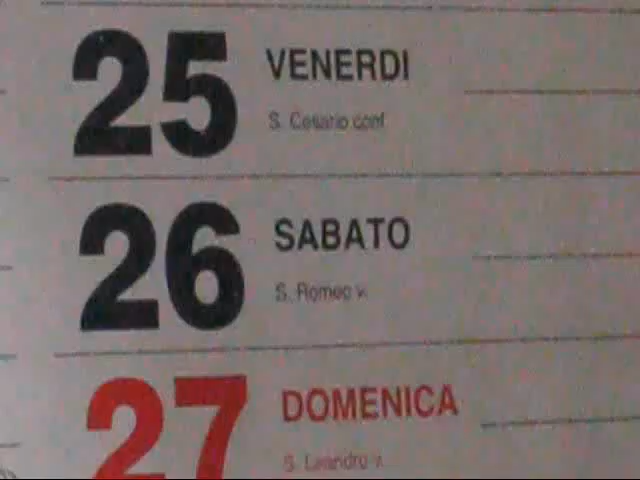 25 VENERDI
S. Cesario conf.
26 SABATO
S. Romeo v.
27 DOMENICA
S. Leandro v.